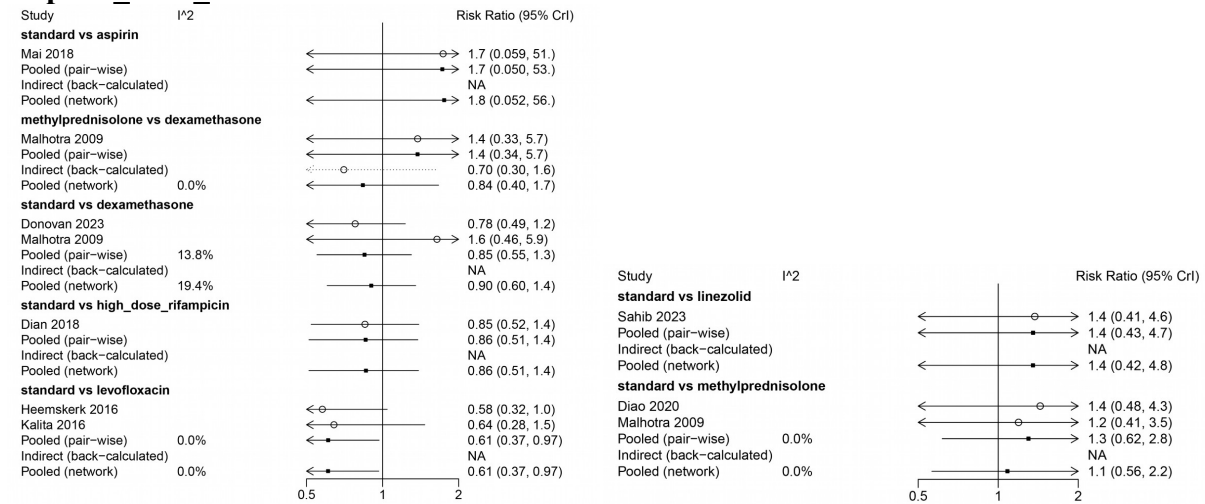 Study I^2 Risk Ratio (95% CrI)
standard vs aspirin
Mai 2018 1.7 (0.059, 51.)
Pooled (pair−wise) 1.7 (0.050, 53.)
Indirect (back−calculated) NA
Pooled (network) 1.8 (0.052, 56.)
methylprednisolone vs dexamethasone
Malhotra 2009 1.4 (0.33, 5.7)
Pooled (pair−wise) 1.4 (0.34, 5.7)
Indirect (back−calculated) 0.70 (0.30, 1.6)
Pooled (network) 0.0% 0.84 (0.40, 1.7)
standard vs dexamethasone
Donovan 2023 0.78 (0.49, 1.2)
Malhotra 2009 1.6 (0.46, 5.9)
Pooled (pair−wise) 13.8% 0.85 (0.55, 1.3)
Indirect (back−calculated) NA
Pooled (network) 19.4% 0.90 (0.60, 1.4)
standard vs high_dose_rifampicin
Dian 2018 0.85 (0.52, 1.4)
Pooled (pair−wise) 0.86 (0.51, 1.4)
Indirect (back−calculated) NA
Pooled (network) 0.86 (0.51, 1.4)
standard vs levofloxacin
Heemskerk 2016 0.58 (0.32, 1.0)
Kalita 2016 0.64 (0.28, 1.5)
Pooled (pair−wise) 0.0% 0.61 (0.37, 0.97)
Indirect (back−calculated) NA
Pooled (network) 0.0% 0.61 (0.37, 0.97)
0.5 1 2
Study I^2 Risk Ratio (95% CrI)
standard vs linezolid
Sahib 2023 1.4 (0.41, 4.6)
Pooled (pair−wise) 1.4 (0.43, 4.7)
Indirect (back−calculated) NA
Pooled (network) 1.4 (0.42, 4.8)
standard vs methylprednisolone
Diao 2020 1.4 (0.48, 4.3)
Malhotra 2009 1.2 (0.41, 3.5)
Pooled (pair−wise) 0.0% 1.3 (0.62, 2.8)
Indirect (back−calculated) NA
Pooled (network) 0.0% 1.1 (0.56, 2.2)
0.5 1 2